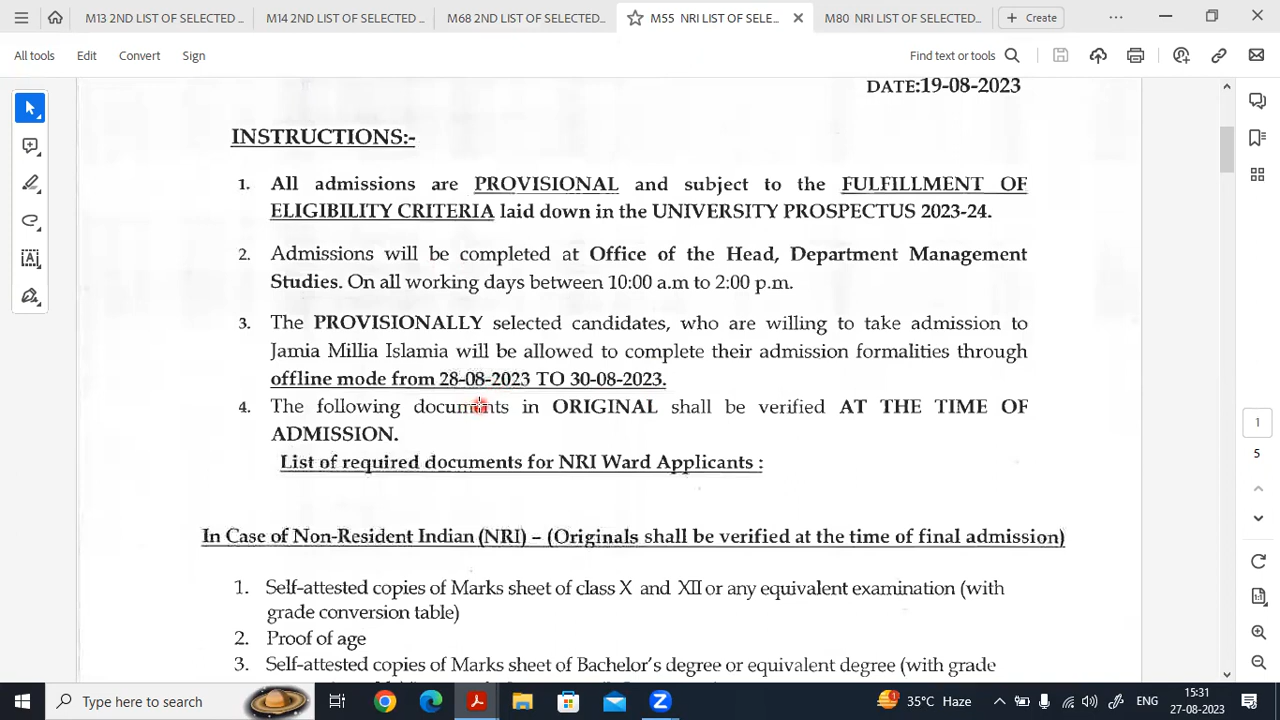 M13 2ND LIST OF SELECTED ...
M14 2ND LIST OF SELECTED ...
M68 2ND LIST OF SELECTED...
M55 NRI LIST OF SELE...
M80 NRI LIST OF SELECTED...
Create
All tools
Edit
Convert
Sign
Find text or tools
DATE:19-08-2023
INSTRUCTIONS:-
1. All admissions are PROVISIONAL and subject to the FULFILLMENT OF
ELIGIBILITY CRITERIA laid down in the UNIVERSITY PROSPECTUS 2023-24.
2. Admissions will be completed at Office of the Head, Department Management
Studies. On all working days between 10:00 a.m to 2:00 p.m.
3. The PROVISIONALLY selected candidates, who are willing to take admission to
Jamia Millia Islamia will be allowed to complete their admission formalities through
offline mode from 28-08-2023 TO 30-08-2023.
4. The following documents in ORIGINAL shall be verified AT THE TIME OF
ADMISSION.
List of required documents for NRI Ward Applicants :
In Case of Non-Resident Indian (NRI) – (Originals shall be verified at the time of final admission)
1. Self-attested copies of Marks sheet of class X and XII or any equivalent examination (with
grade conversion table)
2. Proof of age
3. Self-attested copies of Marks sheet of Bachelor's degree or equivalent degree (with grade
1
5
Type here to search
1
35°C Haze
ENG
15:31
27-08-2023